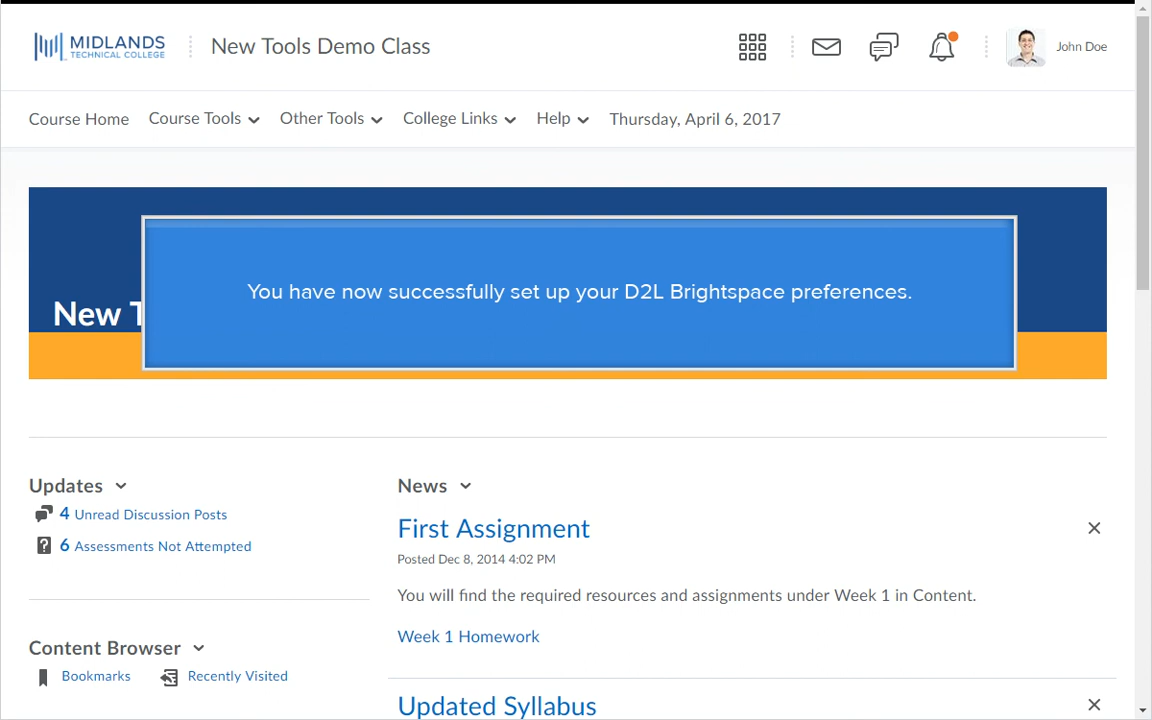 MIDLANDS
TECHNICAL COLLEGE
New Tools Demo Class
John Doe
Course Home
Course Tools
Other Tools
College Links
Help
Thursday, April 6, 2017
New T
You have now successfully set up your D2L Brightspace preferences.
Updates
4 Unread Discussion Posts
6 Assessments Not Attempted
Content Browser
Bookmarks
Recently Visited
News
First Assignment
Posted Dec 8, 2014 4:02 PM
You will find the required resources and assignments under Week 1 in Content.
Week 1 Homework
Updated Syllabus